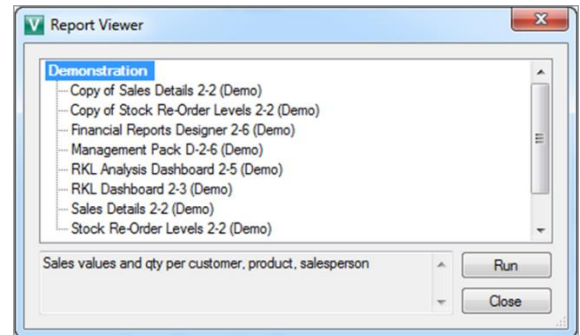 Report Viewer
Demonstration
Copy of Sales Details 2-2 (Demo)
Copy of Stock Re-Order Levels 2-2 (Demo)
Financial Reports Designer 2-6 (Demo)
Management Pack D-2-6 (Demo)
RKL Analysis Dashboard 2-5 (Demo)
RKL Dashboard 2-3 (Demo)
Sales Details 2-2 (Demo)
Stock Re-Order Levels 2-2 (Demo)
Sales values and qty per customer, product, salesperson
Run
Close